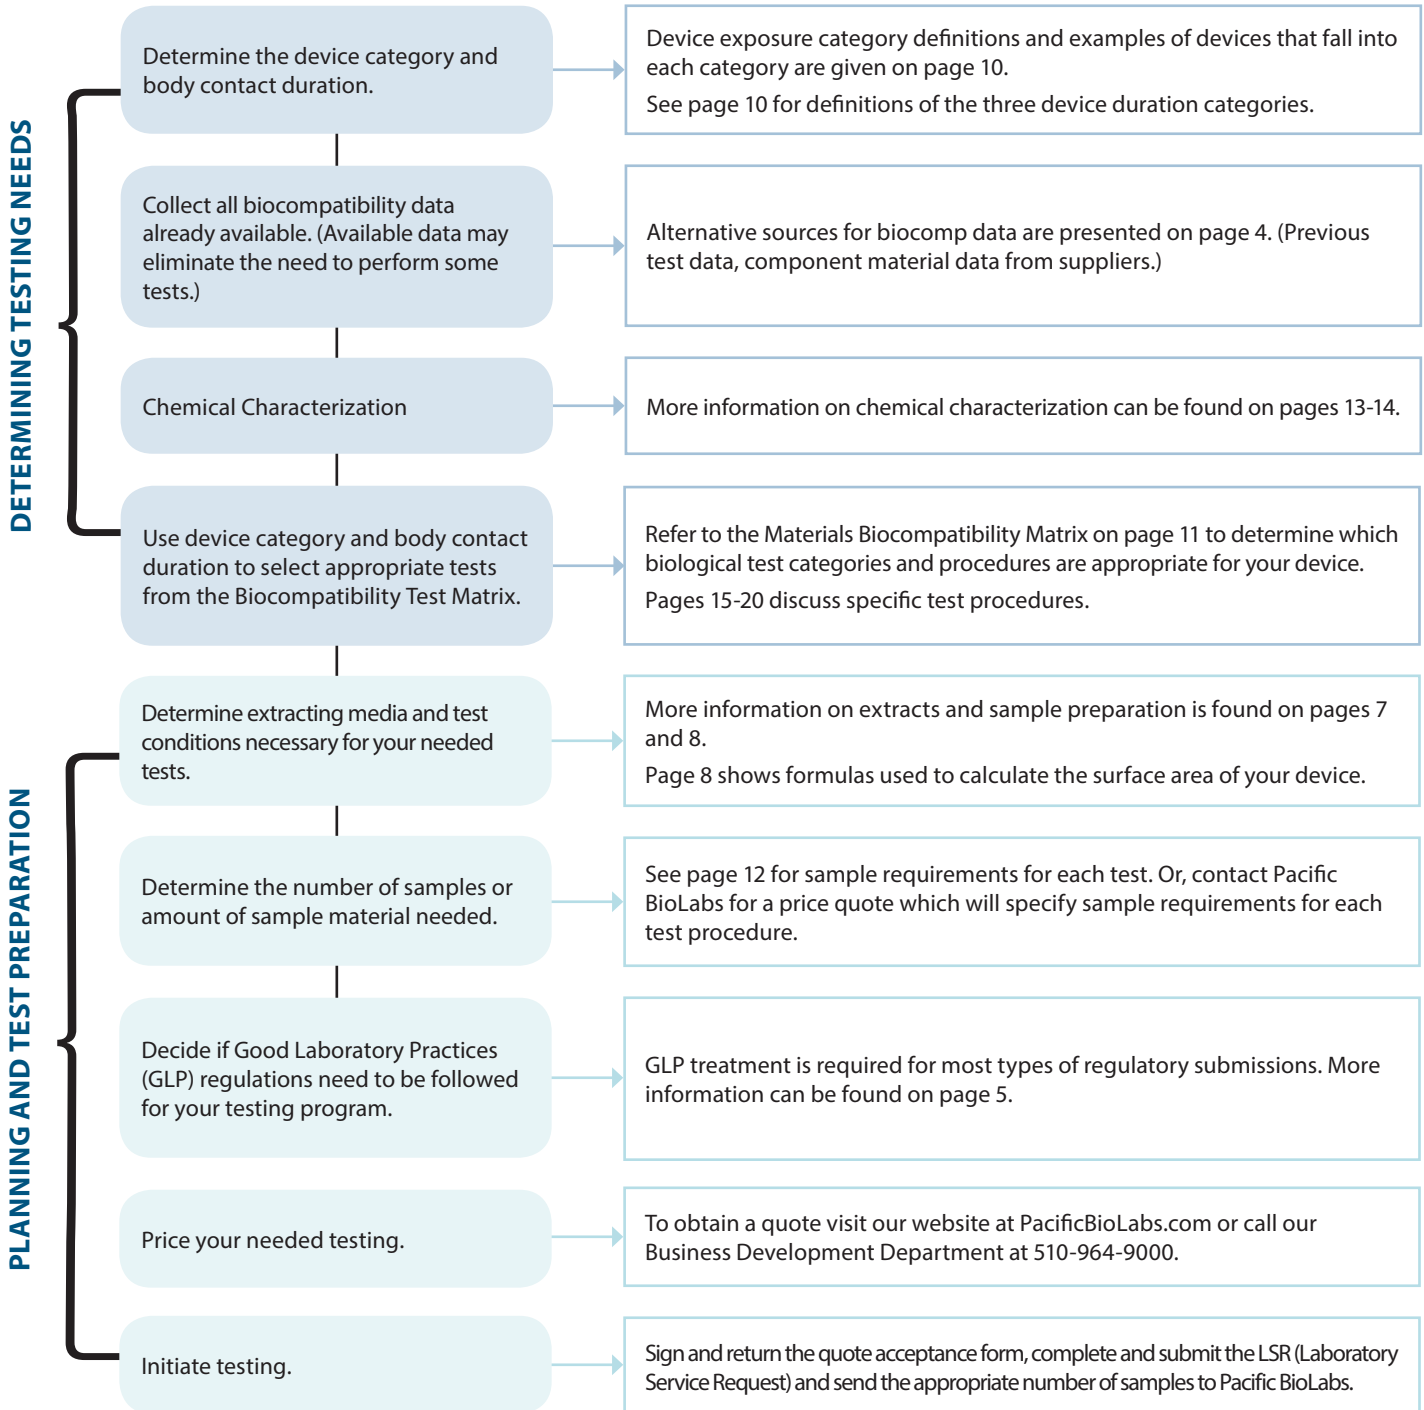 DETERMINING TESTING NEEDS
Determine the device category and
body contact duration.
Device exposure category definitions and examples of devices that fall into
each category are given on page 10.
See page 10 for definitions of the three device duration categories.
Collect all biocompatibility data
already available. (Available data may
eliminate the need to perform some
tests.)
Alternative sources for biocomp data are presented on page 4. (Previous
test data, component material data from suppliers.)
Chemical Characterization
More information on chemical characterization can be found on pages 13-14.
Use device category and body contact
duration to select appropriate tests
from the Biocompatibility Test Matrix.
Refer to the Materials Biocompatibility Matrix on page 11 to determine which
biological test categories and procedures are appropriate for your device.
Pages 15-20 discuss specific test procedures.
PLANNING AND TEST PREPARATION
Determine extracting media and test
conditions necessary for your needed
tests.
More information on extracts and sample preparation is found on pages 7
and 8.
Page 8 shows formulas used to calculate the surface area of your device.
Determine the number of samples or
amount of sample material needed.
See page 12 for sample requirements for each test. Or, contact Pacific
BioLabs for a price quote which will specify sample requirements for each
test procedure.
Decide if Good Laboratory Practices
(GLP) regulations need to be followed
for your testing program.
GLP treatment is required for most types of regulatory submissions. More
information can be found on page 5.
Price your needed testing.
To obtain a quote visit our website at PacificBioLabs.com or call our
Business Development Department at 510-964-9000.
Initiate testing.
Sign and return the quote acceptance form, complete and submit the LSR (Laboratory
Service Request) and send the appropriate number of samples to Pacific BioLabs.